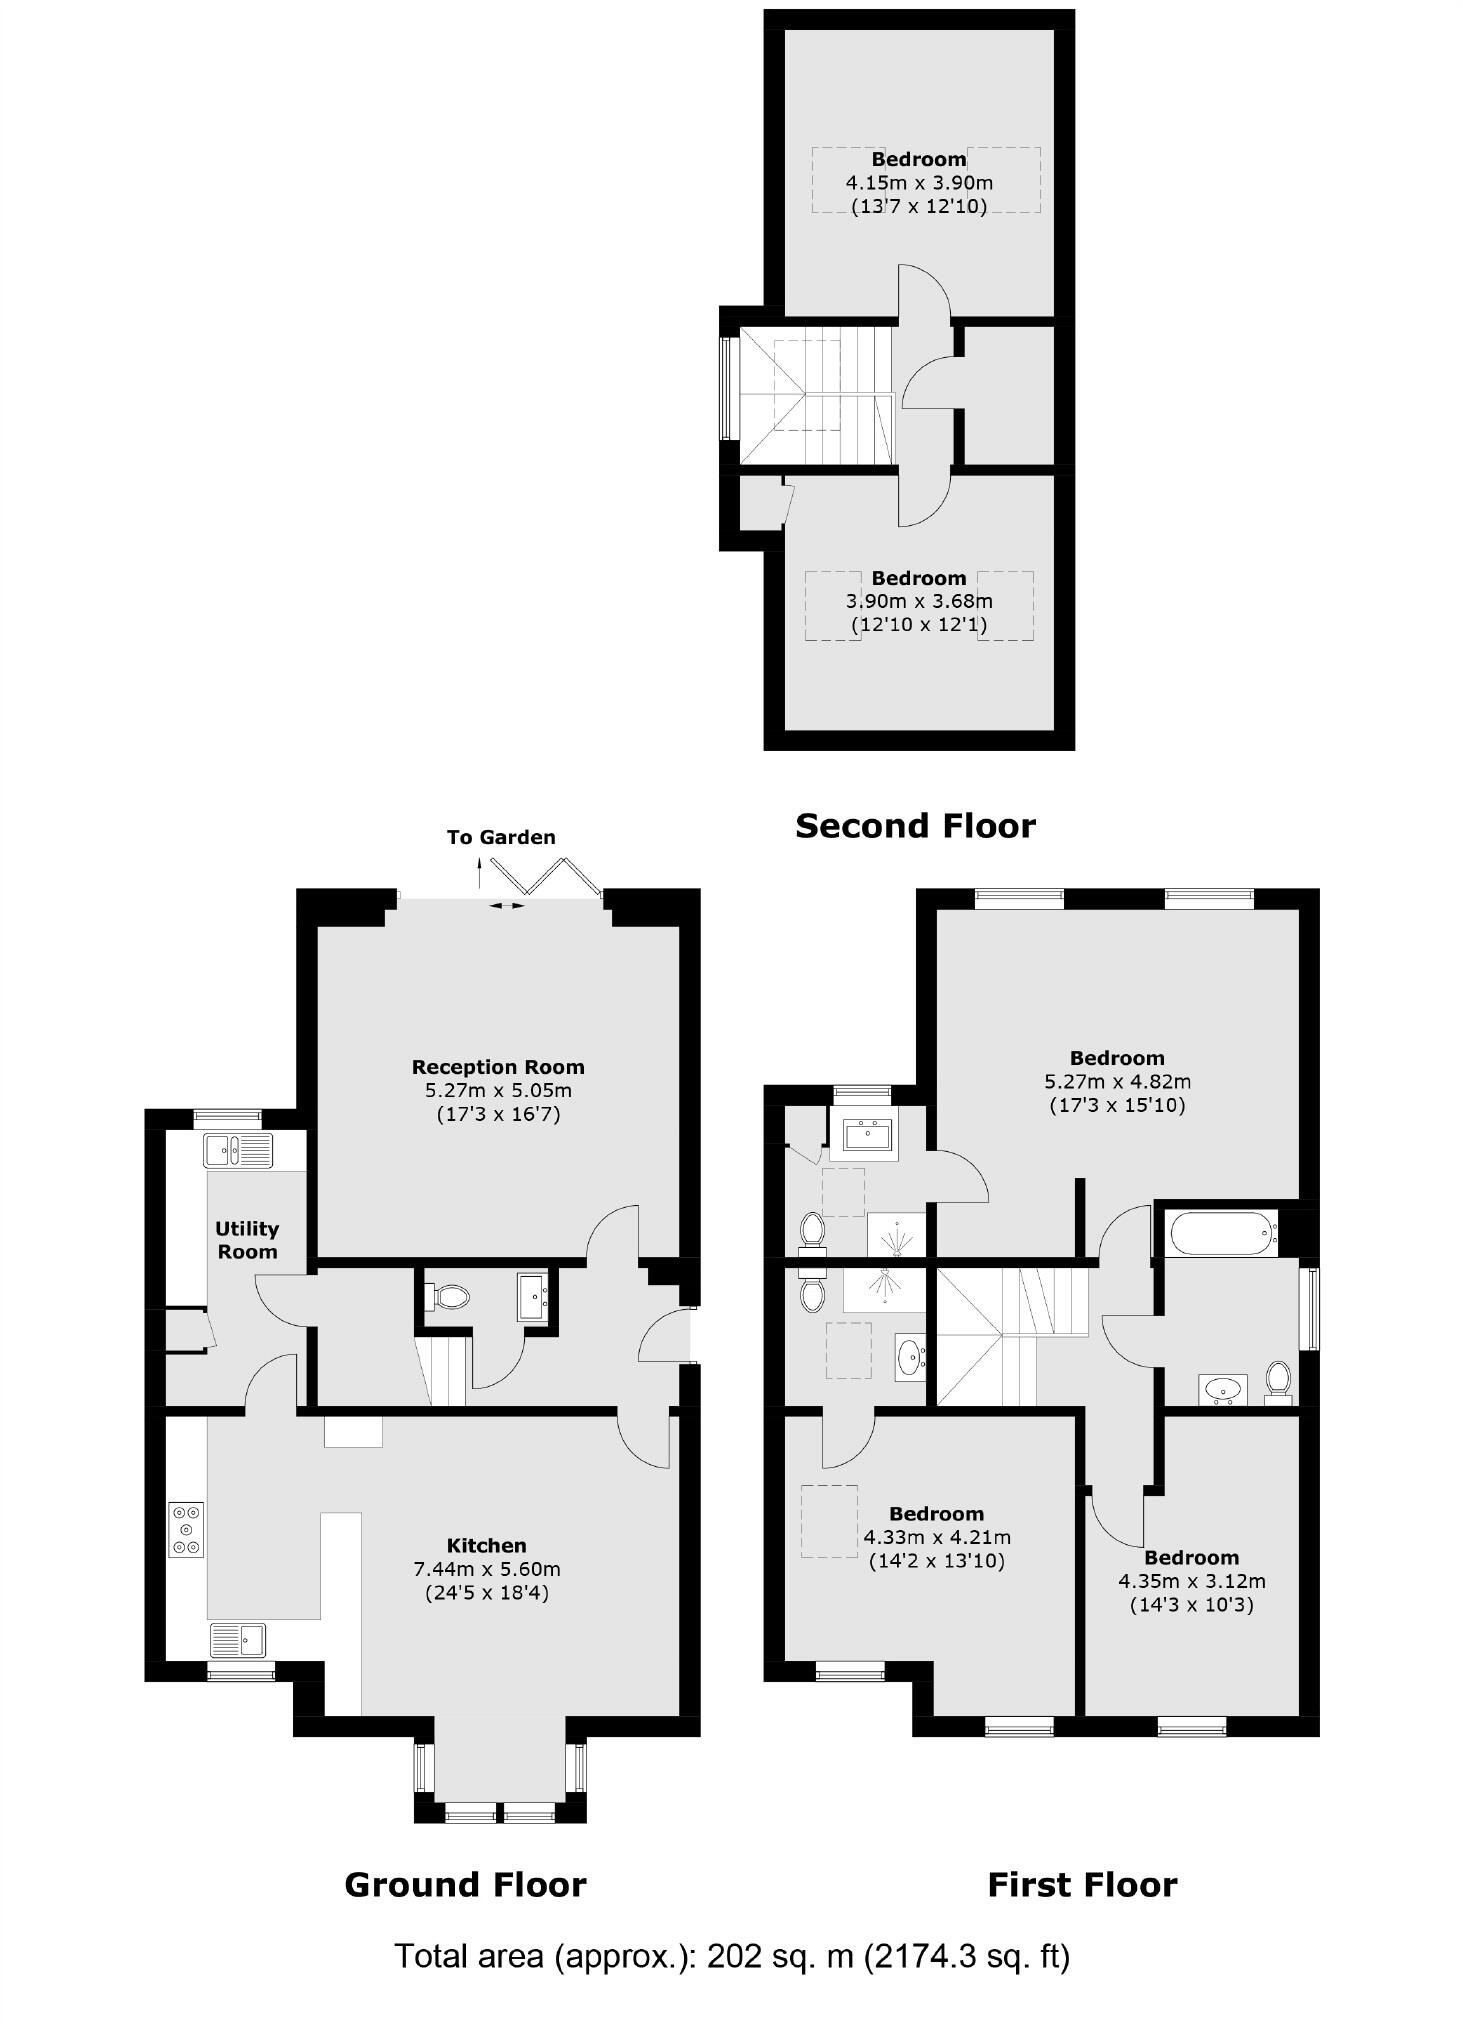 Bedroom
4.15m x 3.90m
(13'7 x 12'10)
Bedroom
3.90m x 3.68m
(12'10 x 12'1)
Second Floor
To Garden
Reception Room
5.27m x 5.05m
(17'3 x 16'7)
Utility
Room
Kitchen
7.44m x 5.60m
(24'5 x 18'4)
Ground Floor
Bedroom
5.27m x 4.82m
(17'3 x 15'10)
Bedroom
4.33m x 4.21m
(14'2 x 13'10)
Bedroom
4.35m x 3.12m
(14'3 x 10'3)
First Floor
Total area (approx.): 202 sq. m (2174.3 sq. ft)